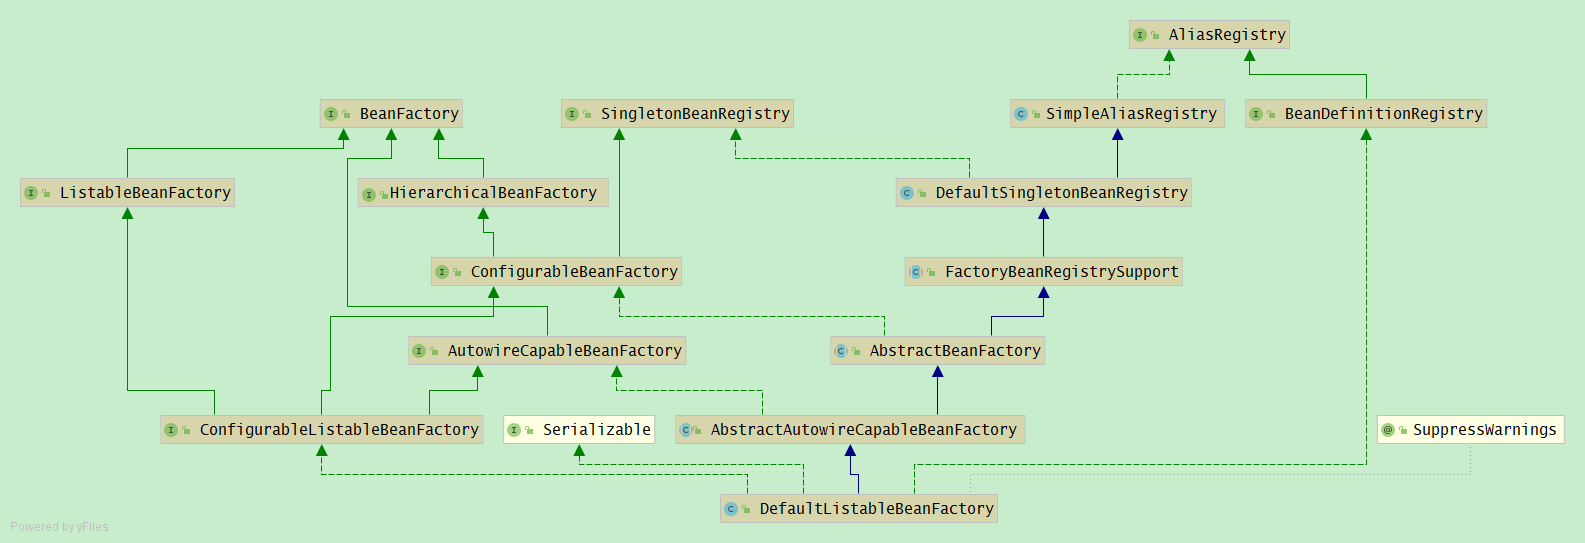 AliasRegistry
BeanFactory
SingletonBeanRegistry
SimpleAliasRegistry
BeanDefinitionRegistry
ListableBeanFactory
HierarchicalBeanFactory
DefaultSingletonBeanRegistry
ConfigurableBeanFactory
FactoryBeanRegistrySupport
AutowireCapableBeanFactory
AbstractBeanFactory
ConfigurableListableBeanFactory
Serializable
AbstractAutowireCapableBeanFactory
SuppressWarnings
DefaultListableBeanFactory
Powered by yFiles